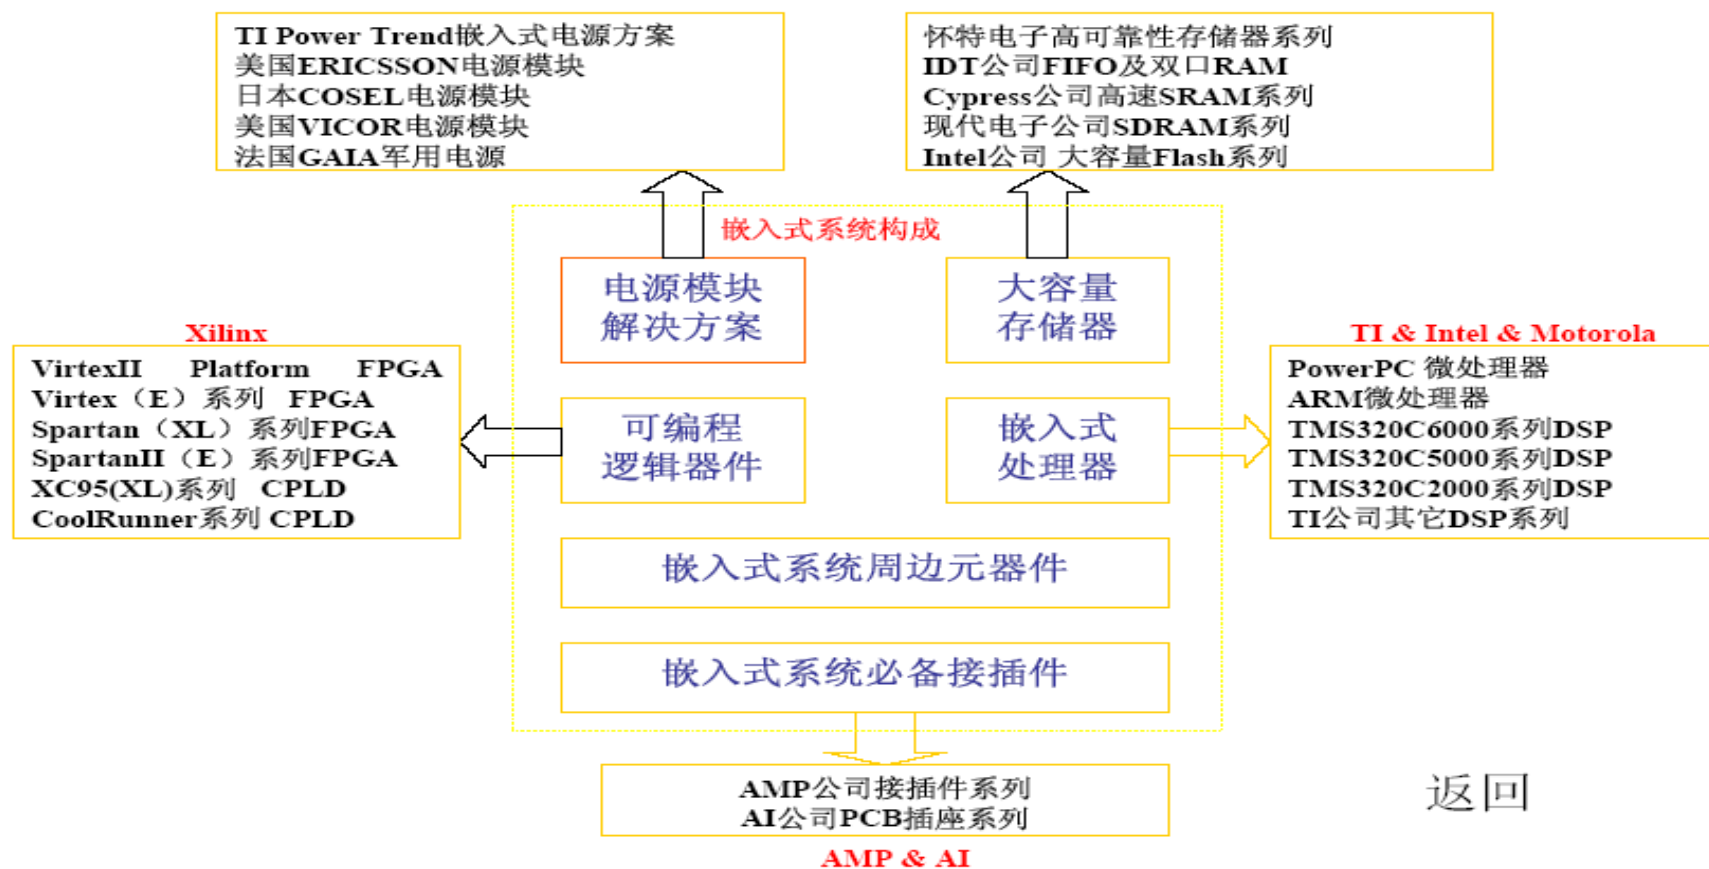 TI Power Trend嵌入式电源方案
美国ERICSSON电源模块
日本COSEL电源模块
美国VICOR电源模块
法国GAIA军用电源
怀特电子高可靠性存储器系列
IDT公司FIFO及双口RAM
Cypress公司高速SRAM系列
现代电子公司SDRAM系列
Intel公司 大容量Flash系列
嵌入式系统构成
电源模块
解决方案
大容量
存储器
Xilinx
VirtexII Platform FPGA
Virtex（E）系列 FPGA
Spartan（XL）系列FPGA
SpartanII（E）系列FPGA
XC95(XL)系列 CPLD
CoolRunner系列 CPLD
可编程
逻辑器件
嵌入式
处理器
TI & Intel & Motorola
PowerPC 微处理器
ARM微处理器
TMS320C6000系列DSP
TMS320C5000系列DSP
TMS320C2000系列DSP
TI公司其它DSP系列
嵌入式系统周边元器件
嵌入式系统必备接插件
AMP公司接插件系列
AI公司PCB插座系列
AMP & AI
返回